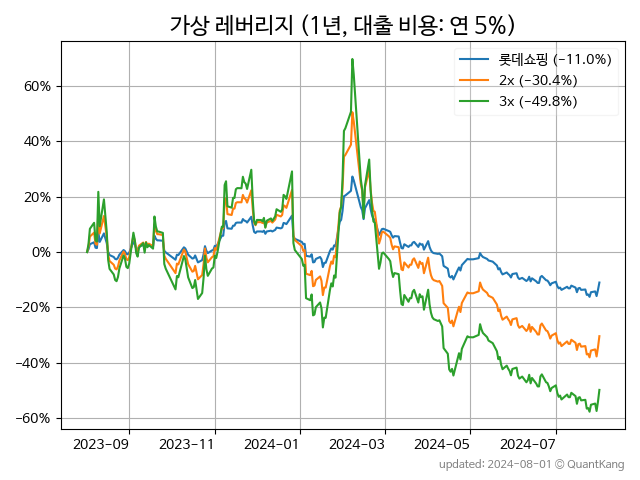 가상 레버리지 (1년, 대출 비용: 연 5%)
롯데쇼핑 (-11.0%)
2x (-30.4%)
3x (-49.8%)
60%
40%
20%
0%
-20%
-40%
-60%
2023-09 2023-11 2024-01 2024-03 2024-05 2024-07
updated: 2024-08-01 © QuantKang